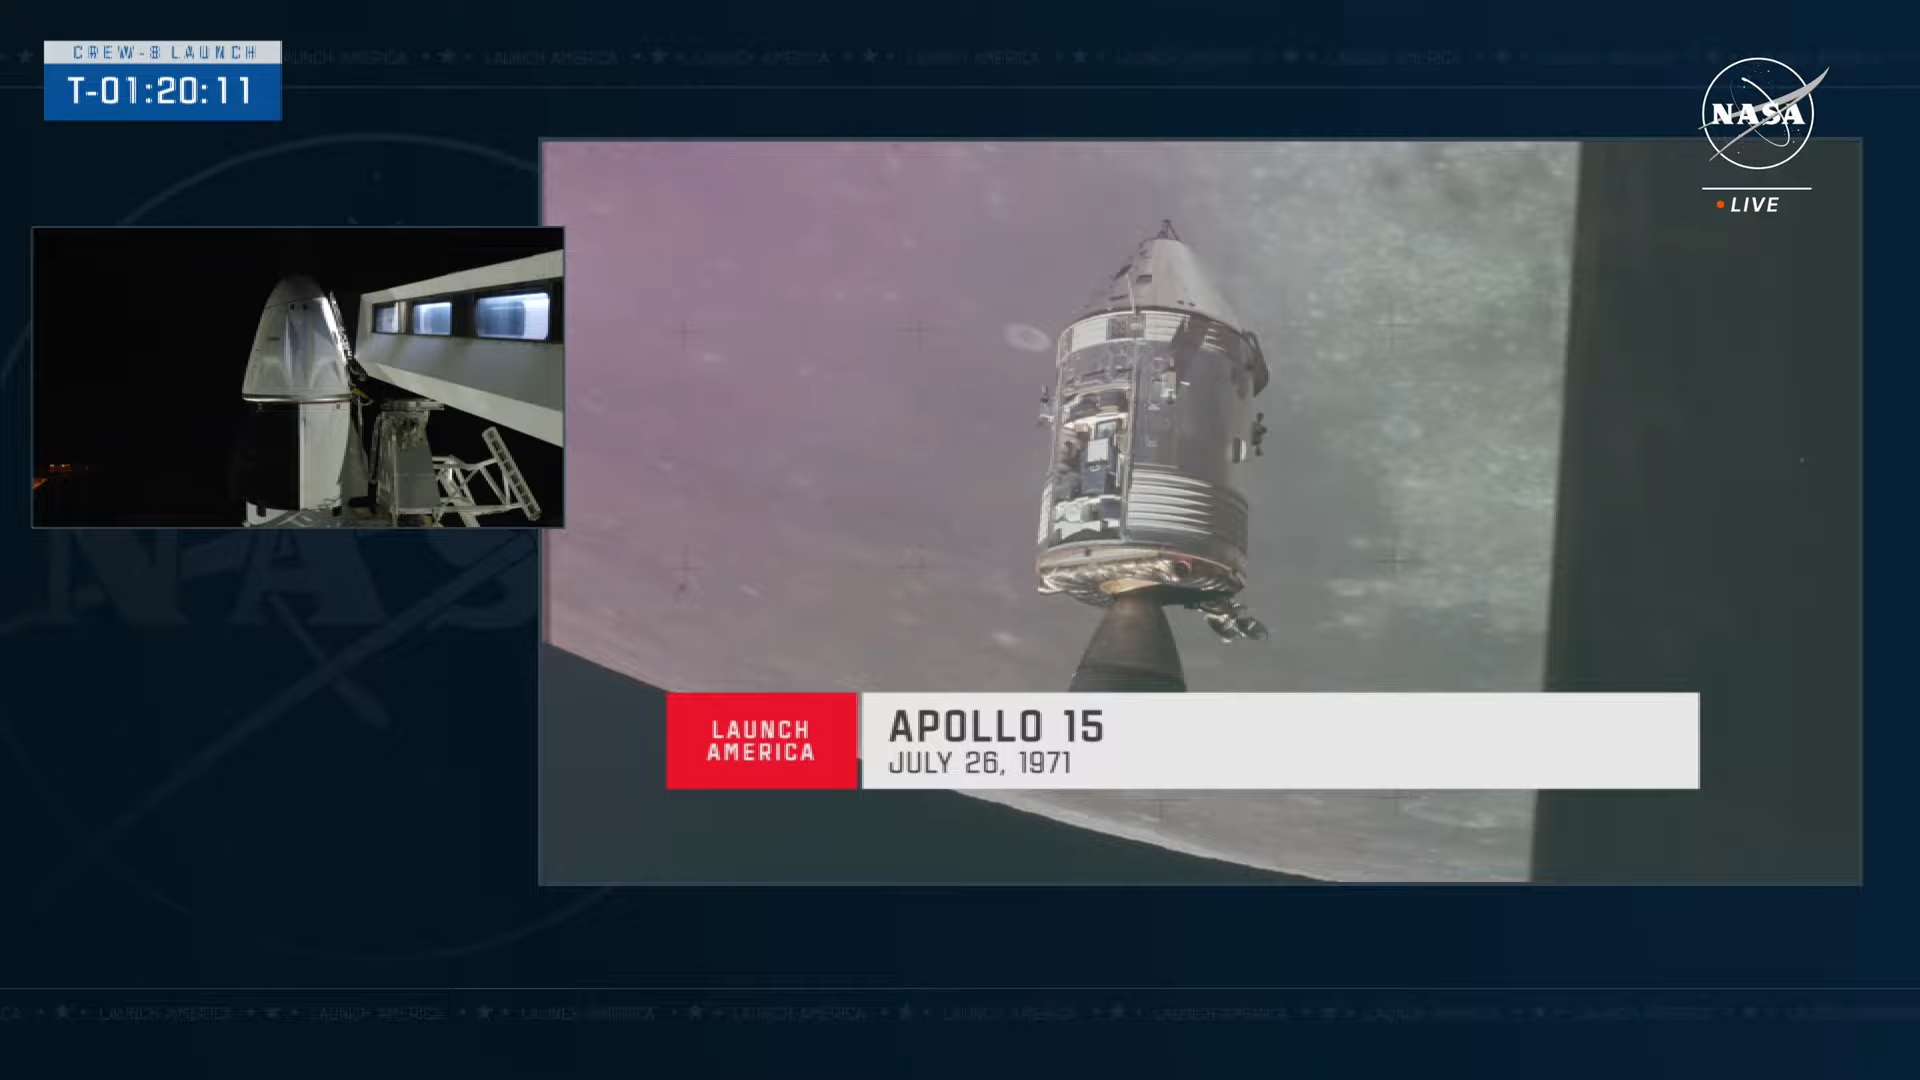 CREW-8 LAUNCH
T-01:20:11
NASA
LIVE
LAUNCH
AMERICA
APOLLO 15
JULY 26, 1971